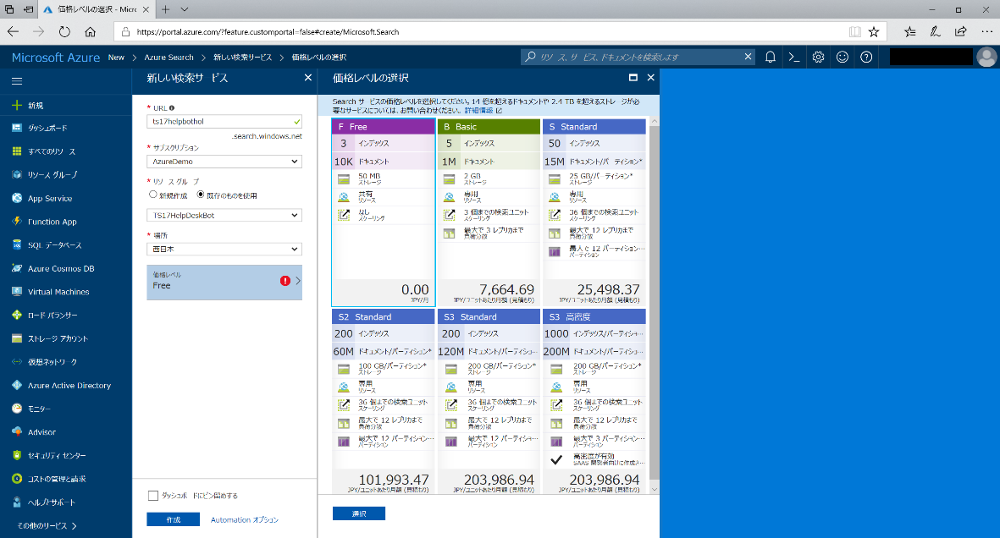 価格レベルの選択 - Micro
https://portal.azure.com/?feature.customportal=false#create/Microsoft.Search
Microsoft Azure New > Azure Search > 新しい検索サービス > 価格レベルの選択
リソース、サービス、ドキュメントを検索します
新規
ダッシュボード
すべてのリソース
リソース グループ
App Service
Function App
SQL データベース
Azure Cosmos DB
Virtual Machines
ロード バランサー
ストレージ アカウント
仮想ネットワーク
Azure Active Directory
モニター
Advisor
セキュリティ センター
コストの管理と請求
ヘルプとサポート
その他のサービス >
新しい検索サービス
* URL
ts17helpbothol
.search.windows.net
* サブスクリプション
AzureDemo
* リソース グループ
新規作成 既存のものを使用
TS17HelpDeskBot
* 場所
西日本
価格レベル
Free
ダッシュボードにピン留めする
作成 Automation オプション
価格レベルの選択
Search サービスの価格レベルを選択してください。14 億を超えるドキュメントや 2.4 TB を超えるストレージが必
要なサービスについては、お問い合わせください。 詳細情報
F Free
3 インデックス
10K ドキュメント
50 MB
ストレージ
共有
リソース
なし
スケーリング
0.00
JPY/月
B Basic
5 インデックス
1M ドキュメント
2 GB
ストレージ
専用
リソース
3 個までの検索ユニット
スケーリング
最大で 3 レプリカまで
負荷分散
7,664.69
JPY/ユニットあたり月額 (見積もり)
S Standard
50 インデックス
15M ドキュメント/パーティション*
25 GB/パーティション*
ストレージ
専用
リソース
36 個までの検索ユニット
スケーリング
最大で 12 レプリカまで
負荷分散
最大で 12 パーティション…
パーティション
25,498.37
JPY/ユニットあたり月額 (見積もり)
S2 Standard
200 インデックス
60M ドキュメント/パーティション*
100 GB/パーティション*
ストレージ
専用
リソース
36 個までの検索ユニット
スケーリング
最大で 12 レプリカまで
負荷分散
最大で 12 パーティション…
パーティション
101,993.47
JPY/ユニットあたり月額 (見積もり)
S3 Standard
200 インデックス
120M ドキュメント/パーティショ…
200 GB/パーティション*
ストレージ
専用
リソース
36 個までの検索ユニット
スケーリング
最大で 12 レプリカまで
負荷分散
最大で 12 パーティション…
パーティション
203,986.94
JPY/ユニットあたり月額 (見積もり)
S3 高密度
1000 インデックス/パーティショ…
200M ドキュメント/パーティショ…
200 GB/パーティション*
ストレージ
専用
リソース
36 個までの検索ユニット
スケーリング
最大で 12 レプリカまで
負荷分散
最大で 3 パーティション…
パーティション
高密度が有効
SAAS 開発者向けに作成さ…
203,986.94
JPY/ユニットあたり月額 (見積もり)
選択